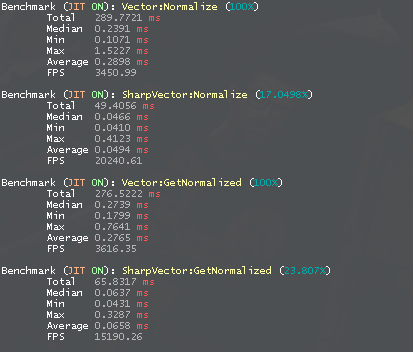 Benchmark (JIT ON): Vector:Normalize (100%)
Total 289.7721 ms
Median 0.2391 ms
Min 0.1071 ms
Max 1.5227 ms
Average 0.2898 ms
FPS 3450.99
Benchmark (JIT ON): SharpVector:Normalize (17.0498%)
Total 49.4056 ms
Median 0.0466 ms
Min 0.0410 ms
Max 0.4123 ms
Average 0.0494 ms
FPS 20240.61
Benchmark (JIT ON): Vector:GetNormalized (100%)
Total 276.5222 ms
Median 0.2739 ms
Min 0.1799 ms
Max 0.7641 ms
Average 0.2765 ms
FPS 3616.35
Benchmark (JIT ON): SharpVector:GetNormalized (23.807%)
Total 65.8317 ms
Median 0.0637 ms
Min 0.0431 ms
Max 0.3287 ms
Average 0.0658 ms
FPS 15190.26